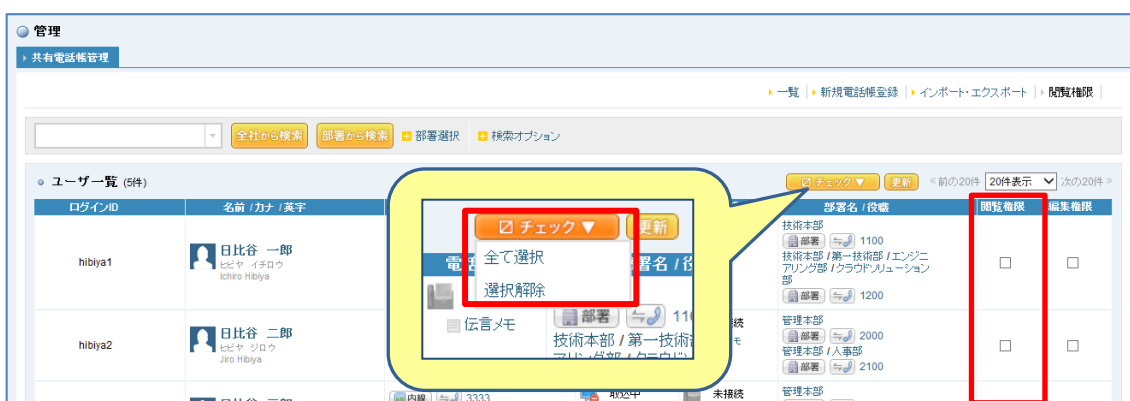 管理
共有電話帳管理
一覧 新規電話帳登録 インポート・エクスポート 閲覧権限
全社から検索 部署から検索 部署選択 検索オプション
ユーザ一覧 (5件)
チェック▼ 更新 «前の20件 20件表示 次の20件»
ログインID 名前 / カナ / 英字 部署名 / 役職 閲覧権限 編集権限
hibiya1
日比谷 一郎
ヒビヤ イチロウ
Ichiro Hibiya
技術本部
部署 1100
技術本部 / 第一技術部 / エンジニ
アリング部 / クラウドソリューション
部
部署 1200
hibiya2
日比谷 二郎
ヒビヤ ジロウ
Jiro Hibiya
管理本部
部署 2000
管理本部 / 人事部
部署 2100
内線 3333
取込中
未接続
管理本部
チェック▼ 更新
全て選択
選択解除
伝言メモ
部署
技術本部 / 第一技術